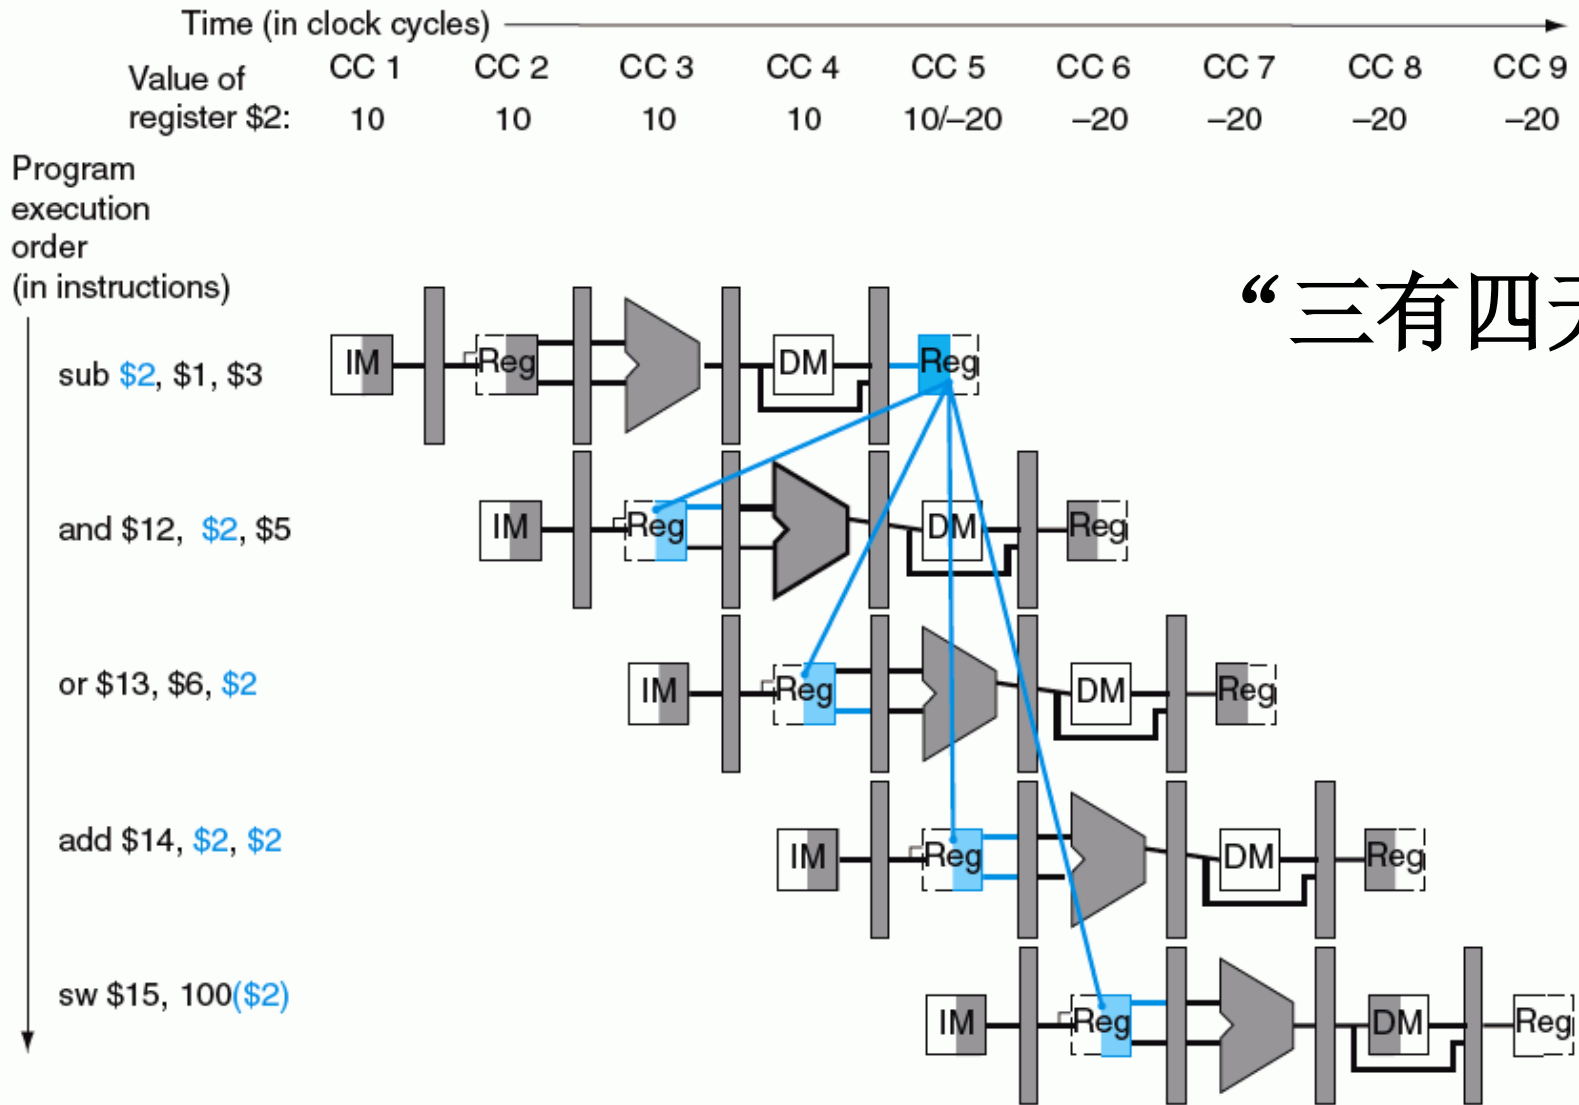 Time (in clock cycles)
Value of register $2:
CC 1 CC 2 CC 3 CC 4 CC 5 CC 6 CC 7 CC 8 CC 9
10 10 10 10 10/–20 –20 –20 –20 –20
Program
execution
order
(in instructions)
“三有四
sub $2, $1, $3
IM Reg DM Reg
and $12, $2, $5
IM Reg DM Reg
or $13, $6, $2
IM Reg DM Reg
add $14, $2, $2
IM Reg DM Reg
sw $15, 100($2)
IM Reg DM Reg